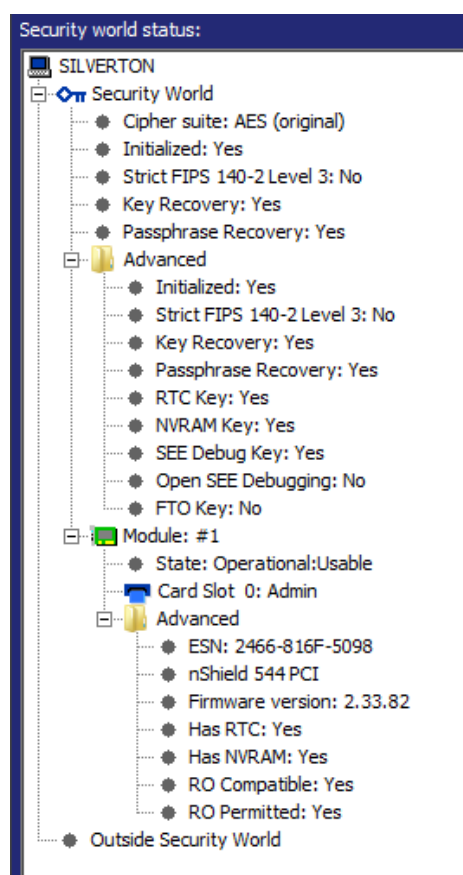 Security world status:
SILVERTON
Security World
Cipher suite: AES (original)
Initialized: Yes
Strict FIPS 140-2 Level 3: No
Key Recovery: Yes
Passphrase Recovery: Yes
Advanced
Initialized: Yes
Strict FIPS 140-2 Level 3: No
Key Recovery: Yes
Passphrase Recovery: Yes
RTC Key: Yes
NVRAM Key: Yes
SEE Debug Key: Yes
Open SEE Debugging: No
FTO Key: No
Module: #1
State: Operational:Usable
Card Slot  0: Admin
Advanced
ESN: 2466-816F-5098
nShield 544 PCI
Firmware version: 2.33.82
Has RTC: Yes
Has NVRAM: Yes
RO Compatible: Yes
RO Permitted: Yes
Outside Security World